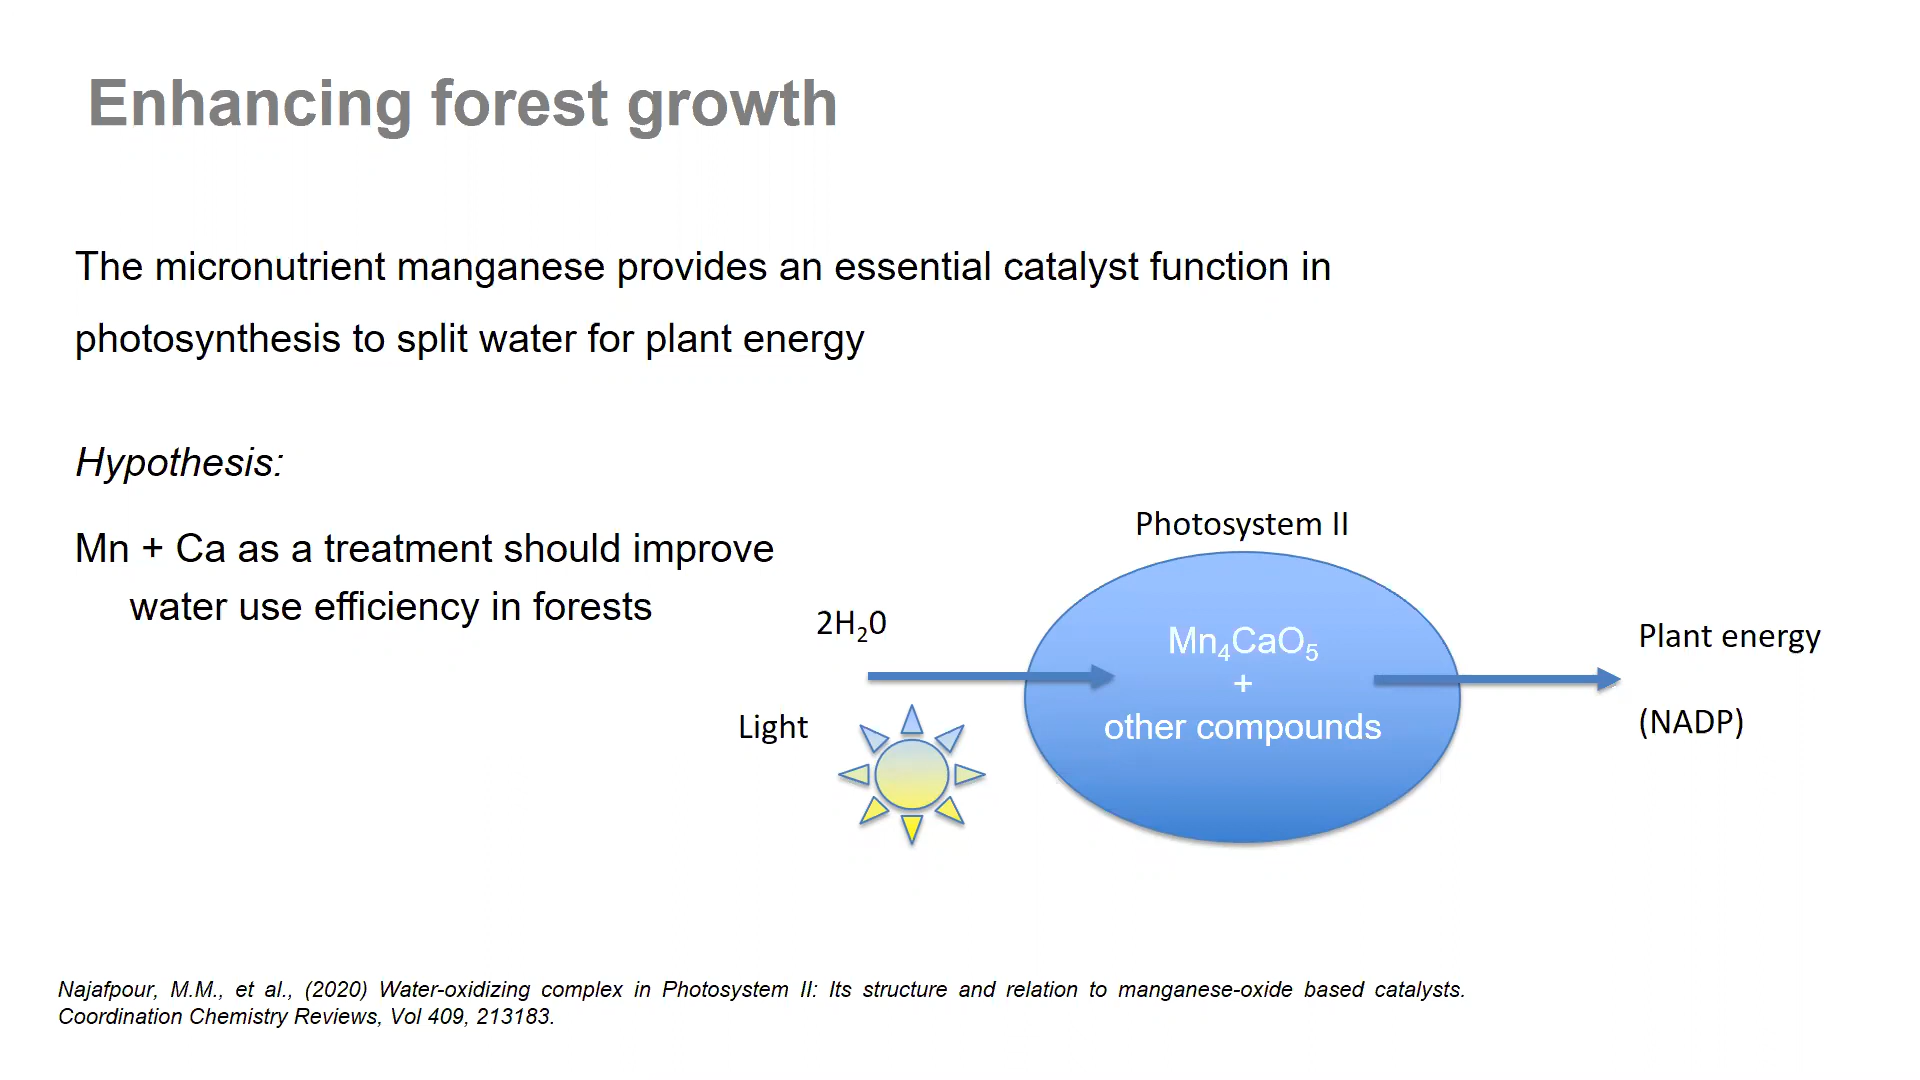 Enhancing forest growth
The micronutrient manganese provides an essential catalyst function in
photosynthesis to split water for plant energy
Hypothesis:
Mn + Ca as a treatment should improve
water use efficiency in forests
Photosystem II
2H₂0
Mn₄CaO₅
+
other compounds
Light
Plant energy
(NADP)
Najafpour, M.M., et al., (2020) Water-oxidizing complex in Photosystem II: Its structure and relation to manganese-oxide based catalysts.
Coordination Chemistry Reviews, Vol 409, 213183.